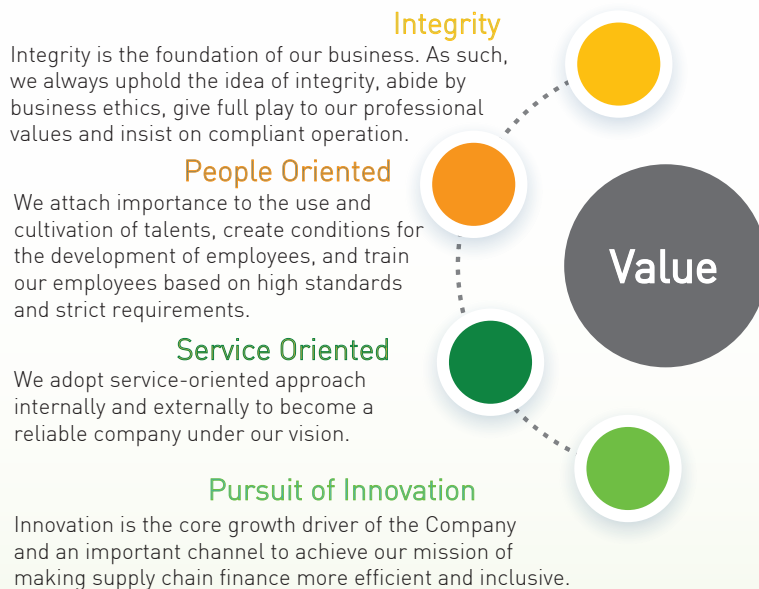 Integrity
Integrity is the foundation of our business. As such,
we always uphold the idea of integrity, abide by
business ethics, give full play to our professional
values and insist on compliant operation.
People Oriented
We attach importance to the use and
cultivation of talents, create conditions for
the development of employees, and train
our employees based on high standards
and strict requirements.
Value
Service Oriented
We adopt service-oriented approach
internally and externally to become a
reliable company under our vision.
Pursuit of Innovation
Innovation is the core growth driver of the Company
and an important channel to achieve our mission of
making supply chain finance more efficient and inclusive.